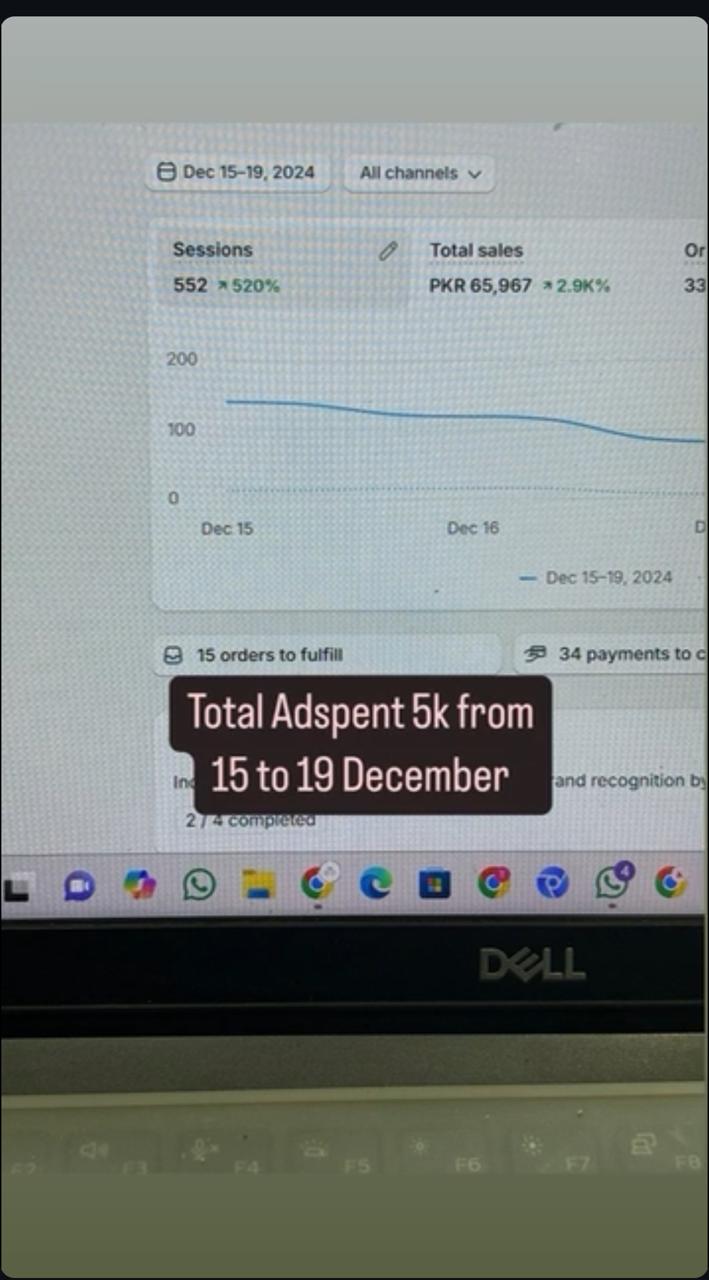 Dec 15–19, 2024
All channels
Sessions
552 ↗ 520%
Total sales
PKR 65,967 ↗ 2.9K%
Or
33
200
100
0
Dec 15
Dec 16
D
Dec 15–19, 2024
15 orders to fulfill
34 payments to c
Total Adspent 5k from
15 to 19 December
and recognition by
2 / 4 completed
4
DELL
F2
F3
F4
F5
F6
F7
F8